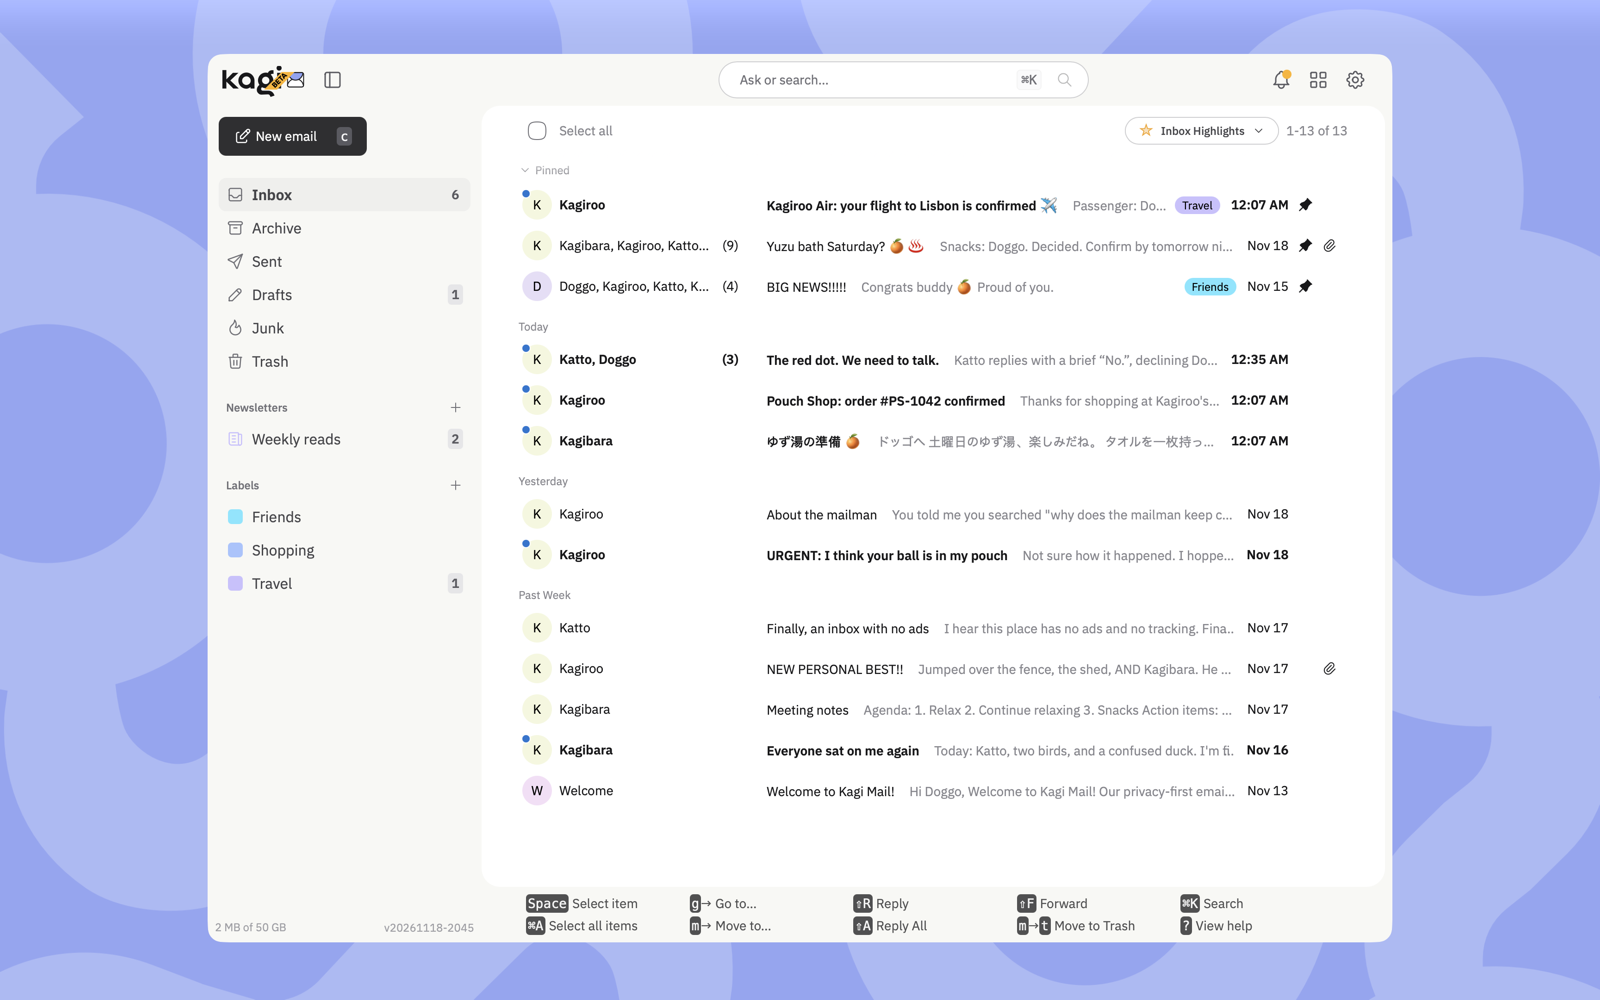 kagi BETA
Ask or search... ⌘K
New email c
Inbox 6
Archive
Sent
Drafts 1
Junk
Trash
Newsletters
Weekly reads 2
Labels
Friends
Shopping
Travel 1
2 MB of 50 GB v20261118-2045
Select all Inbox Highlights 1-13 of 13
Pinned
K Kagiroo Kagiroo Air: your flight to Lisbon is confirmed ✈️ Passenger: Do... Travel 12:07 AM
K Kagibara, Kagiroo, Katto... (9) Yuzu bath Saturday? 🍊 ♨️ Snacks: Doggo. Decided. Confirm by tomorrow ni... Nov 18
D Doggo, Kagiroo, Katto, K... (4) BIG NEWS!!!!! Congrats buddy 🍊 Proud of you. Friends Nov 15
Today
K Katto, Doggo (3) The red dot. We need to talk. Katto replies with a brief “No.”, declining Do... 12:35 AM
K Kagiroo Pouch Shop: order #PS-1042 confirmed Thanks for shopping at Kagiroo's... 12:07 AM
K Kagibara ゆず湯の準備 🍊 ドッゴへ 土曜日のゆず湯、楽しみだね。 タオルを一枚持っ... 12:07 AM
Yesterday
K Kagiroo About the mailman You told me you searched "why does the mailman keep c... Nov 18
K Kagiroo URGENT: I think your ball is in my pouch Not sure how it happened. I hoppe... Nov 18
Past Week
K Katto Finally, an inbox with no ads I hear this place has no ads and no tracking. Fina.. Nov 17
K Kagiroo NEW PERSONAL BEST!! Jumped over the fence, the shed, AND Kagibara. He ... Nov 17
K Kagibara Meeting notes Agenda: 1. Relax 2. Continue relaxing 3. Snacks Action items: ... Nov 17
K Kagibara Everyone sat on me again Today: Katto, two birds, and a confused duck. I'm fi. Nov 16
W Welcome Welcome to Kagi Mail! Hi Doggo, Welcome to Kagi Mail! Our privacy-first emai... Nov 13
Space Select item g→ Go to... ⇧R Reply ⇧F Forward ⌘K Search
⌘A Select all items m→ Move to... ⇧A Reply All m→t Move to Trash ? View help